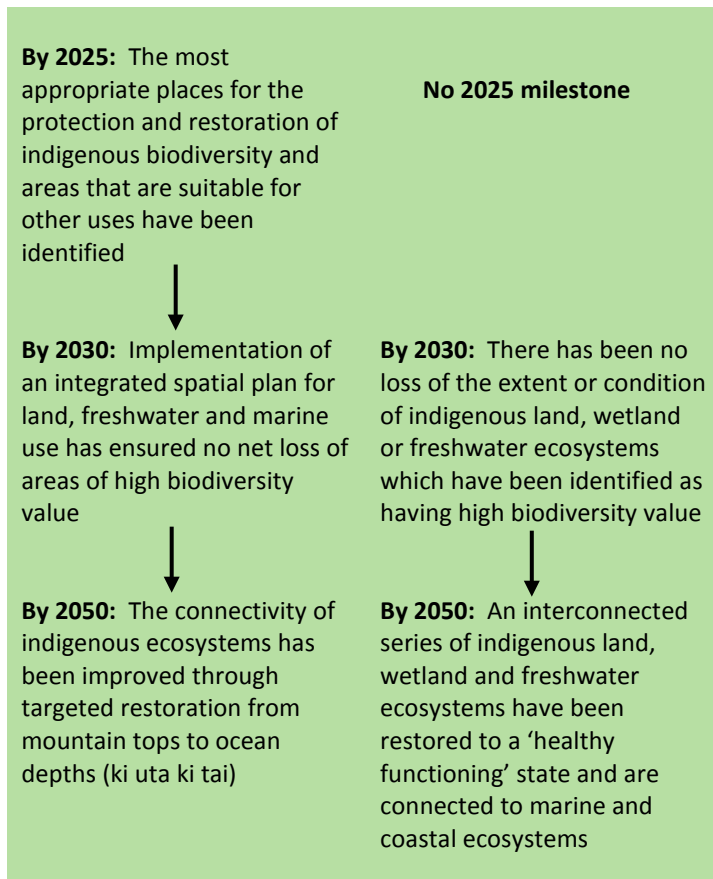 By 2025: The most
appropriate places for the
protection and restoration of
indigenous biodiversity and
areas that are suitable for
other uses have been
identified
By 2030: Implementation of
an integrated spatial plan for
land, freshwater and marine
use has ensured no net loss of
areas of high biodiversity
value
By 2050: The connectivity of
indigenous ecosystems has
been improved through
targeted restoration from
mountain tops to ocean
depths (ki uta ki tai)
No 2025 milestone
By 2030: There has been no
loss of the extent or condition
of indigenous land, wetland
or freshwater ecosystems
which have been identified as
having high biodiversity value
By 2050: An interconnected
series of indigenous land,
wetland and freshwater
ecosystems have been
restored to a ‘healthy
functioning’ state and are
connected to marine and
coastal ecosystems